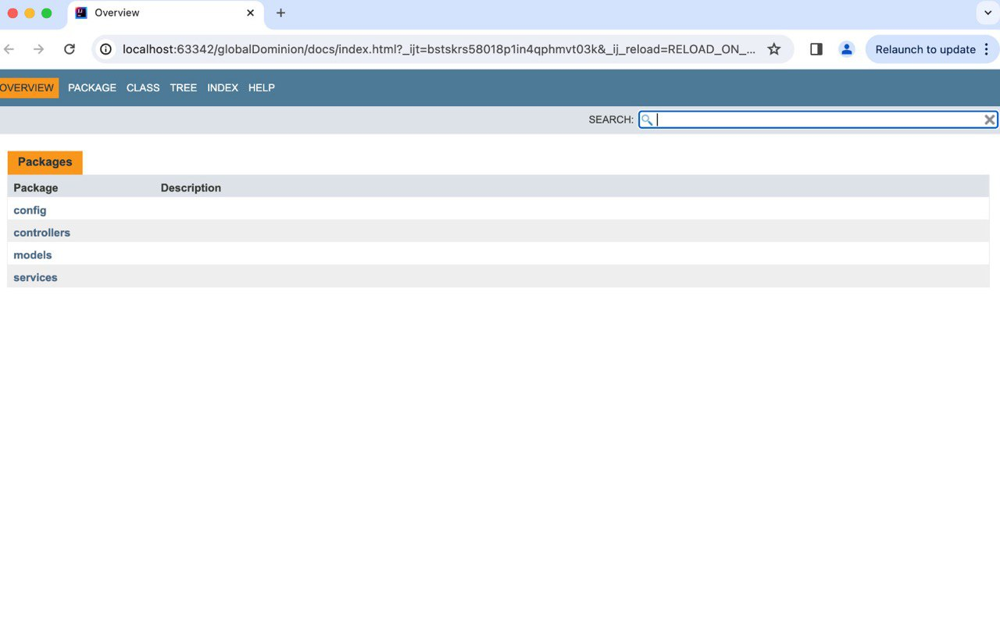 Overview
localhost:63342/globalDominion/docs/index.html?_ijt=bstskrs58018p1in4qphmvt03k&_ij_reload=RELOAD_ON_...
Relaunch to update
OVERVIEW PACKAGE CLASS TREE INDEX HELP
SEARCH:
Packages
Package Description
config
controllers
models
services